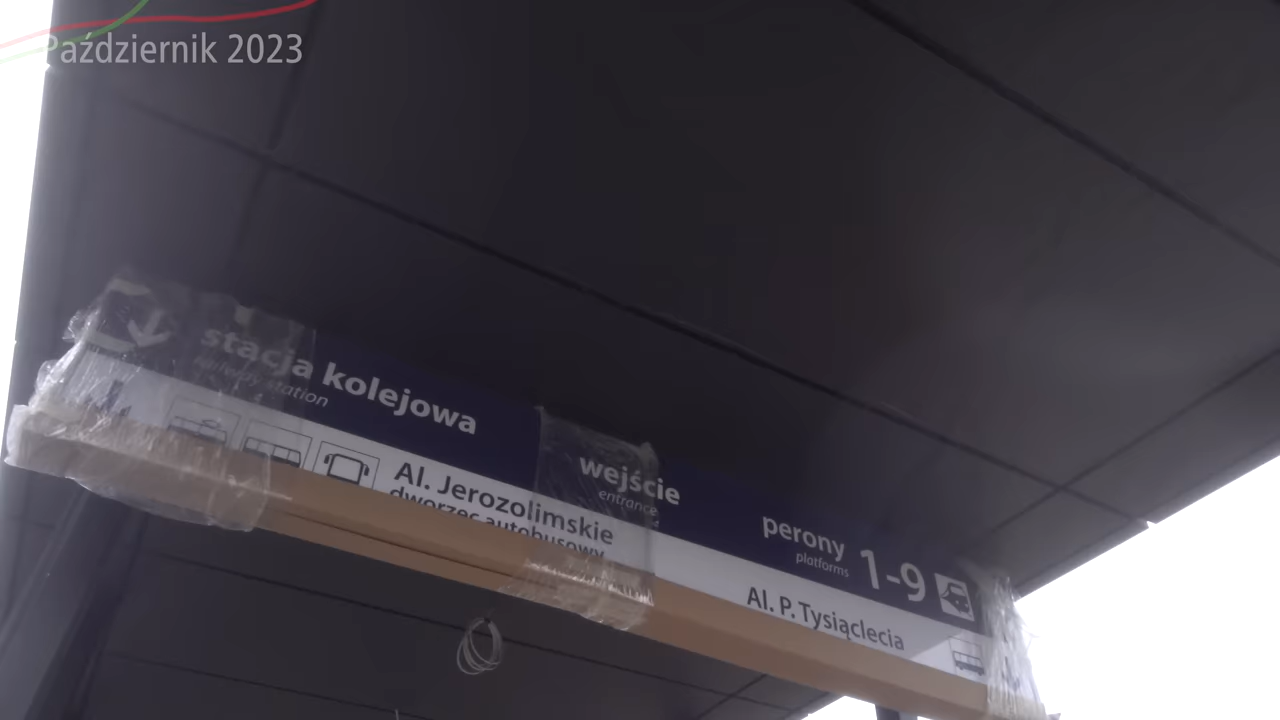 Październik 2023
stacja kolejowa
railway station
wejście
entrance
perony
platforms
1-9
Al. Jerozolimskie
dworzec autobusowy
Al. P. Tysiąclecia